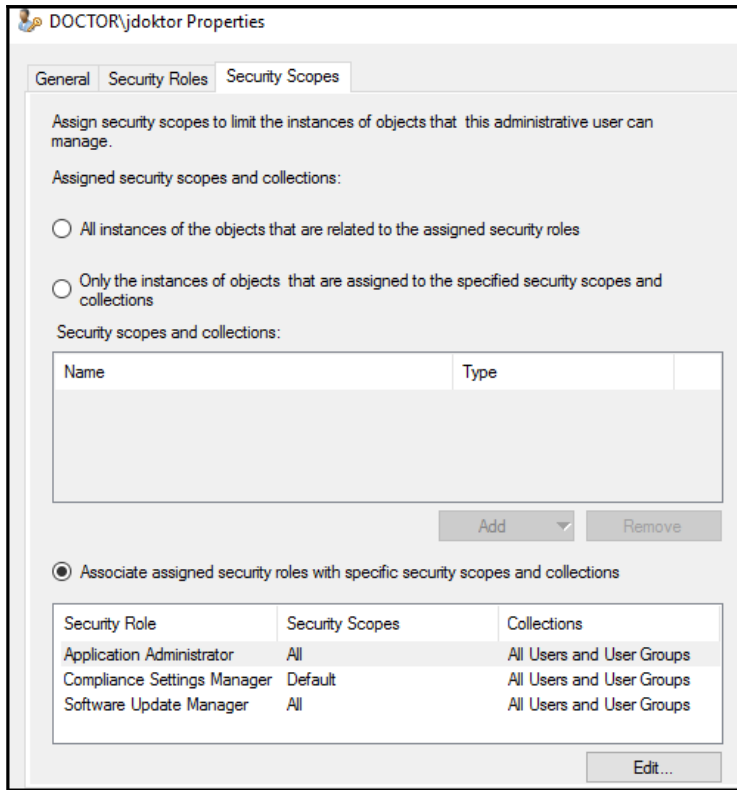 DOCTOR\jdoktor Properties
General Security Roles Security Scopes
Assign security scopes to limit the instances of objects that this administrative user can
manage.
Assigned security scopes and collections:
All instances of the objects that are related to the assigned security roles
Only the instances of objects that are assigned to the specified security scopes and
collections
Security scopes and collections:
Name Type
Add Remove
Associate assigned security roles with specific security scopes and collections
Security Role Security Scopes Collections
Application Administrator All All Users and User Groups
Compliance Settings Manager Default All Users and User Groups
Software Update Manager All All Users and User Groups
Edit...